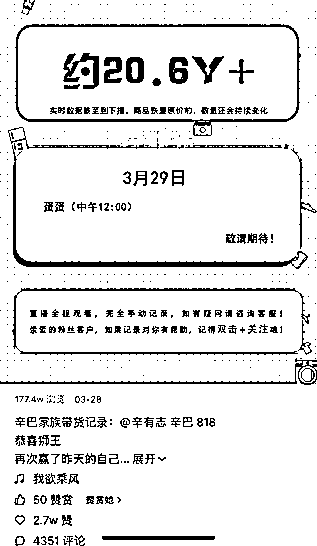 约20.6Y+
实时数据截至到下播，商品数量原价前，数量还会持续变化
3月29日
蛋蛋（中午12:00）
敬请期待！
直播全程观看，完全手动记录，如有疑问请咨询客服！
亲爱的粉丝客户，如果记录对你有帮助，记得双击+关注哦！
177.4w 浏览 03-28
辛巴家族带货记录：@辛有志 辛巴 818
恭喜狮王
再次赢了昨天的自己... 展开
我欲乘风
50 赞赏 赞赏她 >
2.7w 赞
4351 评论